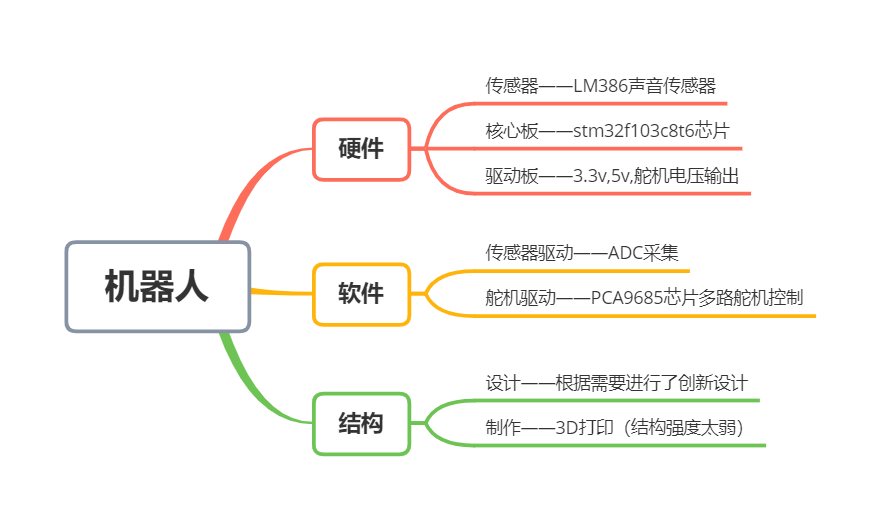 机器人
硬件
传感器——LM386声音传感器
核心板——stm32f103c8t6芯片
驱动板——3.3v,5v,舵机电压输出
软件
传感器驱动——ADC采集
舵机驱动——PCA9685芯片多路舵机控制
结构
设计——根据需要进行了创新设计
制作——3D打印（结构强度太弱）